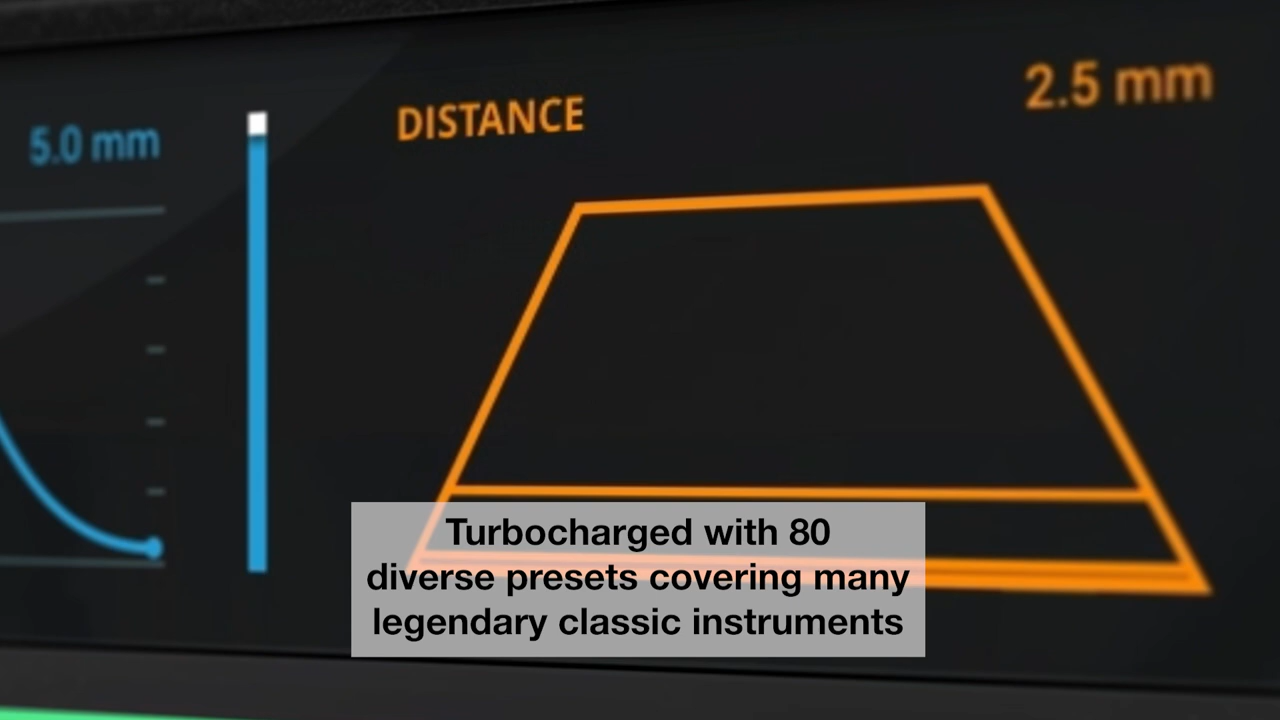 5.0 mm
DISTANCE
2.5 mm
Turbocharged with 80
diverse presets covering many
legendary classic instruments